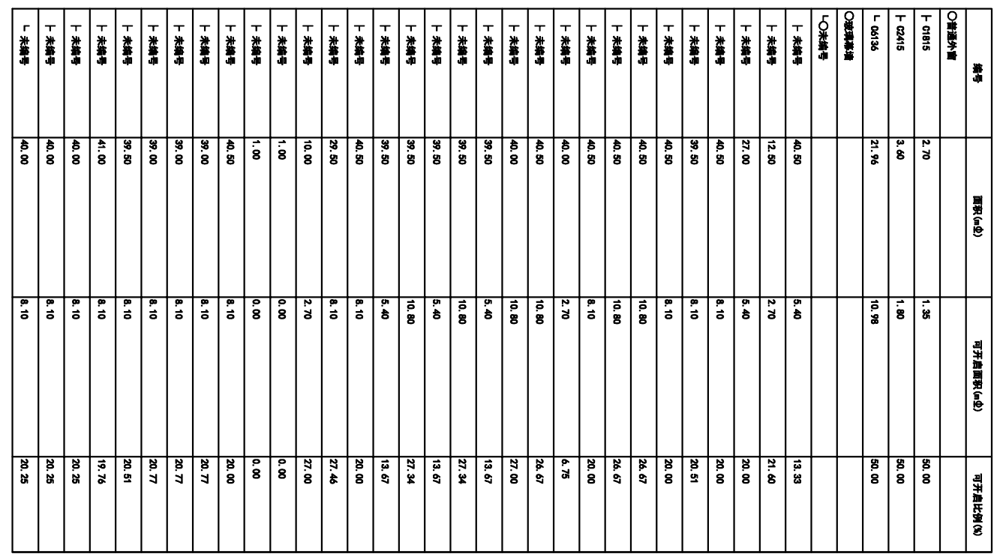 编号 面积(mФ) 可开启面积(mФ) 可开启比例(%)
○普通外窗
├ C1815 2.70 1.35 50.00
├ C2415 3.60 1.80 50.00
└ C6136 21.96 10.98 50.00
○玻璃幕墙
└○未编号
├ 未编号 40.50 5.40 13.33
├ 未编号 12.50 2.70 21.60
├ 未编号 27.00 5.40 20.00
├ 未编号 40.50 8.10 20.00
├ 未编号 39.50 8.10 20.51
├ 未编号 40.50 8.10 20.00
├ 未编号 40.50 10.80 26.67
├ 未编号 40.50 10.80 26.67
├ 未编号 40.50 8.10 20.00
├ 未编号 40.00 2.70 6.75
├ 未编号 40.50 10.80 26.67
├ 未编号 40.00 10.80 27.00
├ 未编号 39.50 5.40 13.67
├ 未编号 39.50 10.80 27.34
├ 未编号 39.50 5.40 13.67
├ 未编号 39.50 10.80 27.34
├ 未编号 39.50 5.40 13.67
├ 未编号 40.50 8.10 20.00
├ 未编号 29.50 8.10 27.46
├ 未编号 10.00 2.70 27.00
├ 未编号 1.00 0.00 0.00
├ 未编号 1.00 0.00 0.00
├ 未编号 40.50 8.10 20.00
├ 未编号 39.00 8.10 20.77
├ 未编号 39.00 8.10 20.77
├ 未编号 39.00 8.10 20.77
├ 未编号 39.50 8.10 20.51
├ 未编号 41.00 8.10 19.76
├ 未编号 40.00 8.10 20.25
├ 未编号 40.00 8.10 20.25
└ 未编号 40.00 8.10 20.25